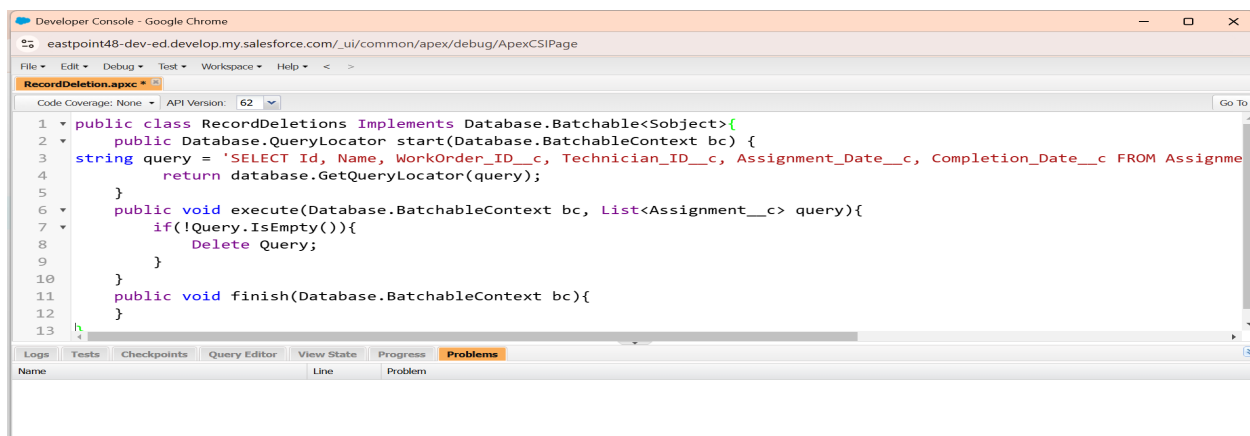 Developer Console - Google Chrome
eastpoint48-dev-ed.develop.my.salesforce.com/_ui/common/apex/debug/ApexCSIPage
File Edit Debug Test Workspace Help < >
RecordDeletion.apxc *
Code Coverage: None API Version: 62 Go To
1 public class RecordDeletions Implements Database.Batchable<Sobject>{
2 public Database.QueryLocator start(Database.BatchableContext bc) {
3 string query = 'SELECT Id, Name, WorkOrder_ID__c, Technician_ID__c, Assignment_Date__c, Completion_Date__c FROM Assignme
4 return database.GetQueryLocator(query);
5 }
6 public void execute(Database.BatchableContext bc, List<Assignment__c> query){
7 if(!Query.IsEmpty()){
8 Delete Query;
9 }
10 }
11 public void finish(Database.BatchableContext bc){
12 }
13 }
Logs Tests Checkpoints Query Editor View State Progress Problems
Name Line Problem